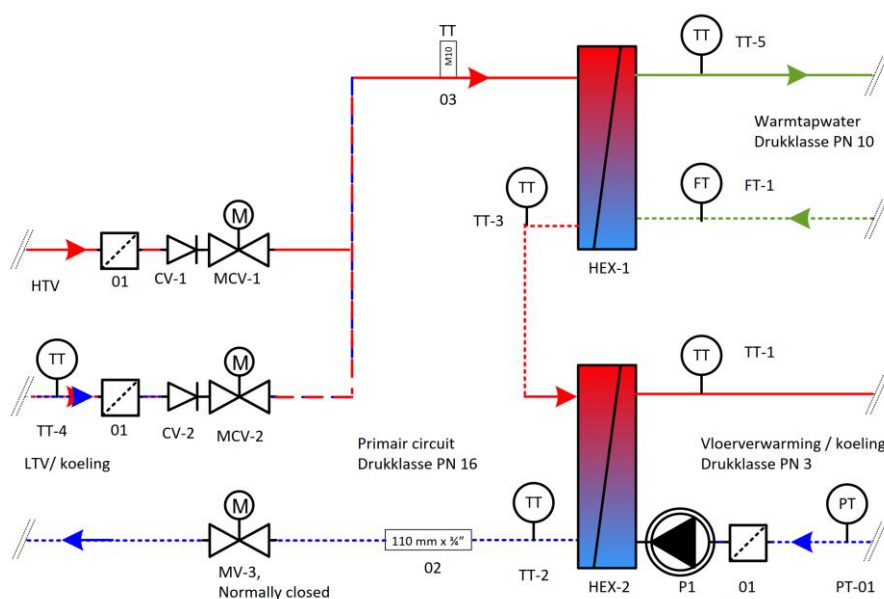 TT
M10
03
TT
TT-5
Warmtapwater
Drukklasse PN 10
TT
TT-3
FT
FT-1
HEX-1
M
HTV
01
CV-1
MCV-1
TT
M
TT-4
01
CV-2
MCV-2
LTV/ koeling
Primair circuit
Drukklasse PN 16
TT
TT-1
Vloerverwarming / koeling
Drukklasse PN 3
M
MV-3,
Normally closed
110 mm x ¾”
02
TT
TT-2
HEX-2
P1
01
PT
PT-01